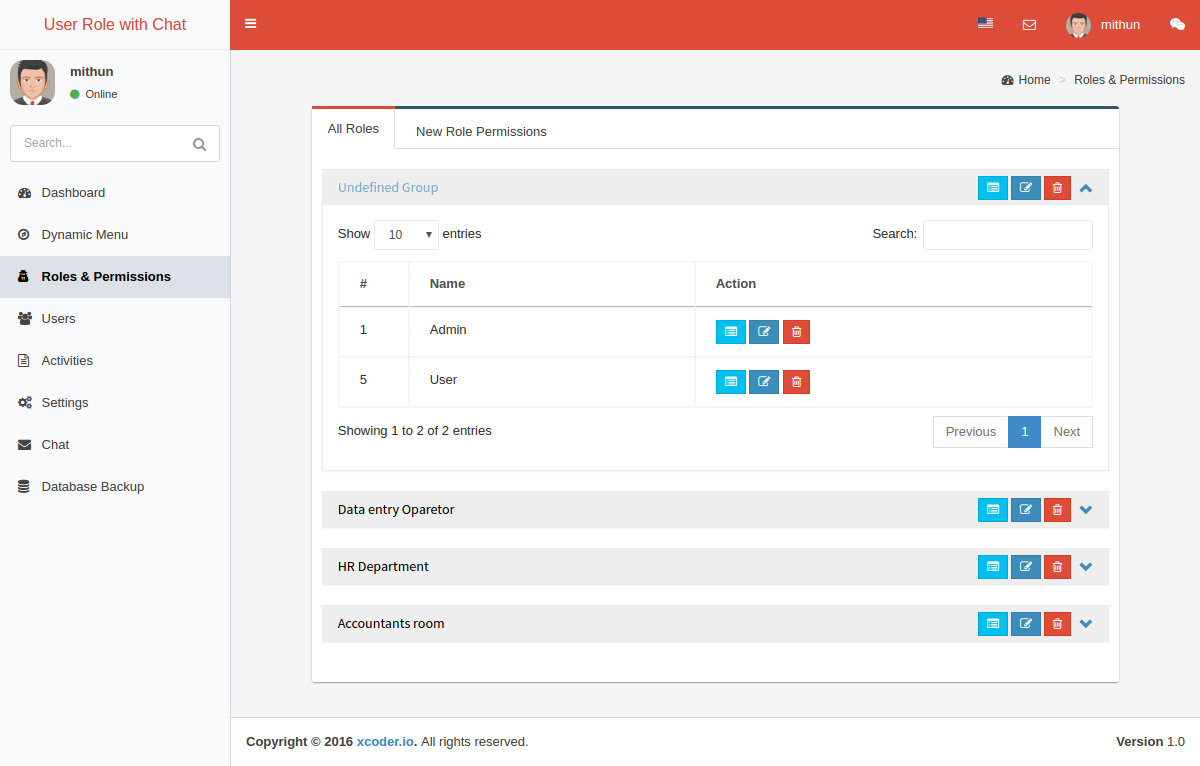 User Role with Chat
mithun
mithun
Online
Search...
Dashboard
Dynamic Menu
Roles & Permissions
Users
Activities
Settings
Chat
Database Backup
Home > Roles & Permissions
All Roles New Role Permissions
Undefined Group
Show 10 entries Search:
# Name Action
1 Admin
5 User
Showing 1 to 2 of 2 entries Previous 1 Next
Data entry Oparetor
HR Department
Accountants room
Copyright © 2016 xcoder.io. All rights reserved. Version 1.0